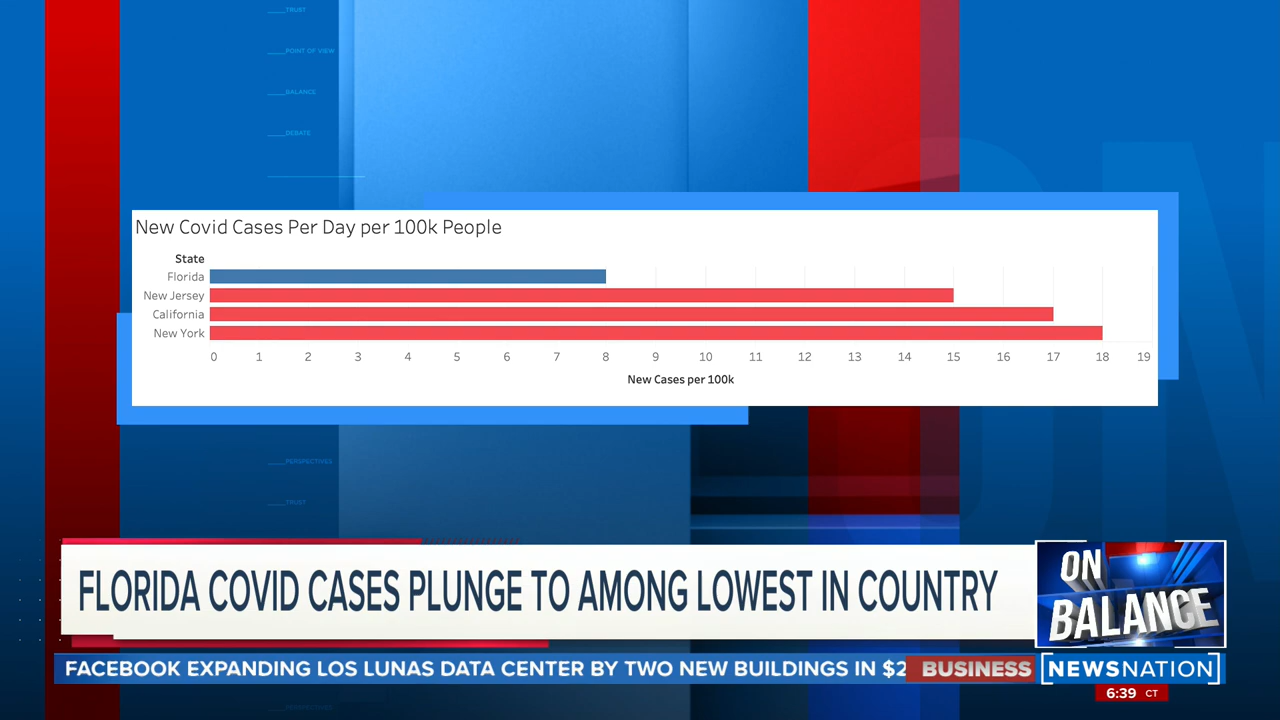 TRUST
POINT OF VIEW
BALANCE
DEBATE
New Covid Cases Per Day per 100k People
State
Florida
New Jersey
California
New York
0 1 2 3 4 5 6 7 8 9 10 11 12 13 14 15 16 17 18 19
New Cases per 100k
PERSPECTIVES
TRUST
FLORIDA COVID CASES PLUNGE TO AMONG LOWEST IN COUNTRY
ON
BALANCE
FACEBOOK EXPANDING LOS LUNAS DATA CENTER BY TWO NEW BUILDINGS IN $2
BUSINESS
NEWSNATION
6:39 CT